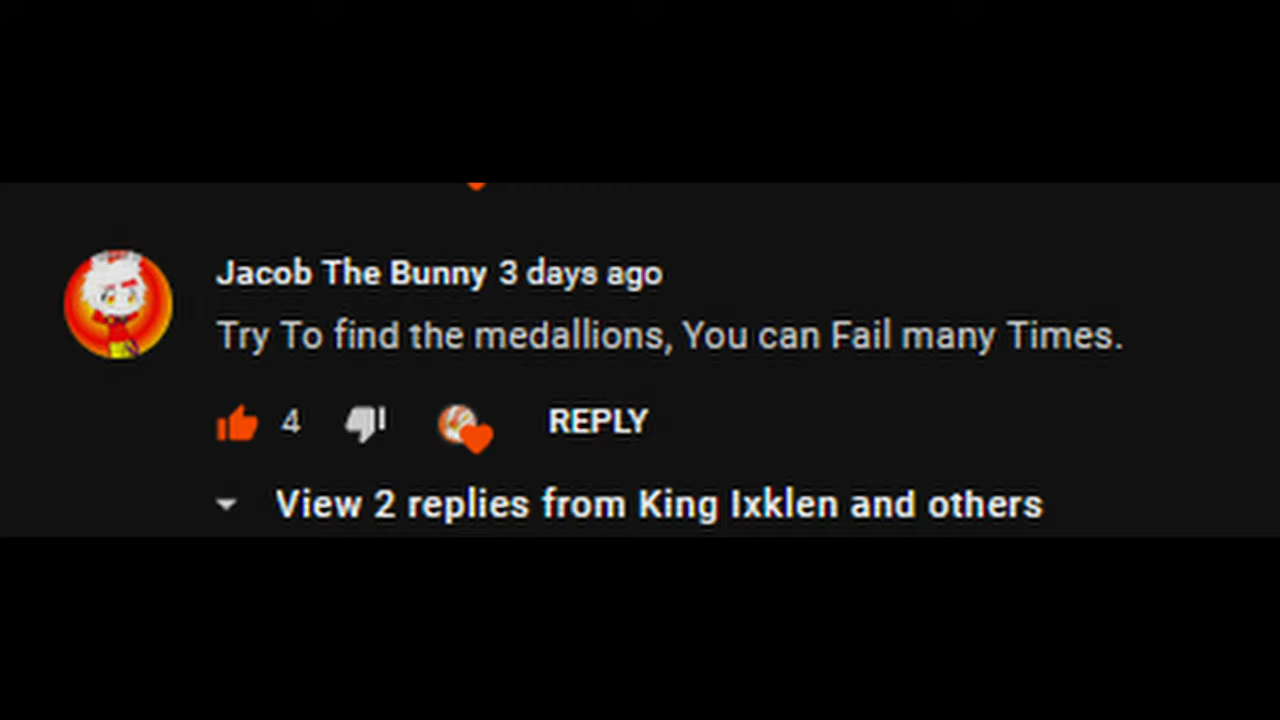 Jacob The Bunny 3 days ago
Try To find the medallions, You can Fail many Times.
4 REPLY
View 2 replies from King Ixklen and others